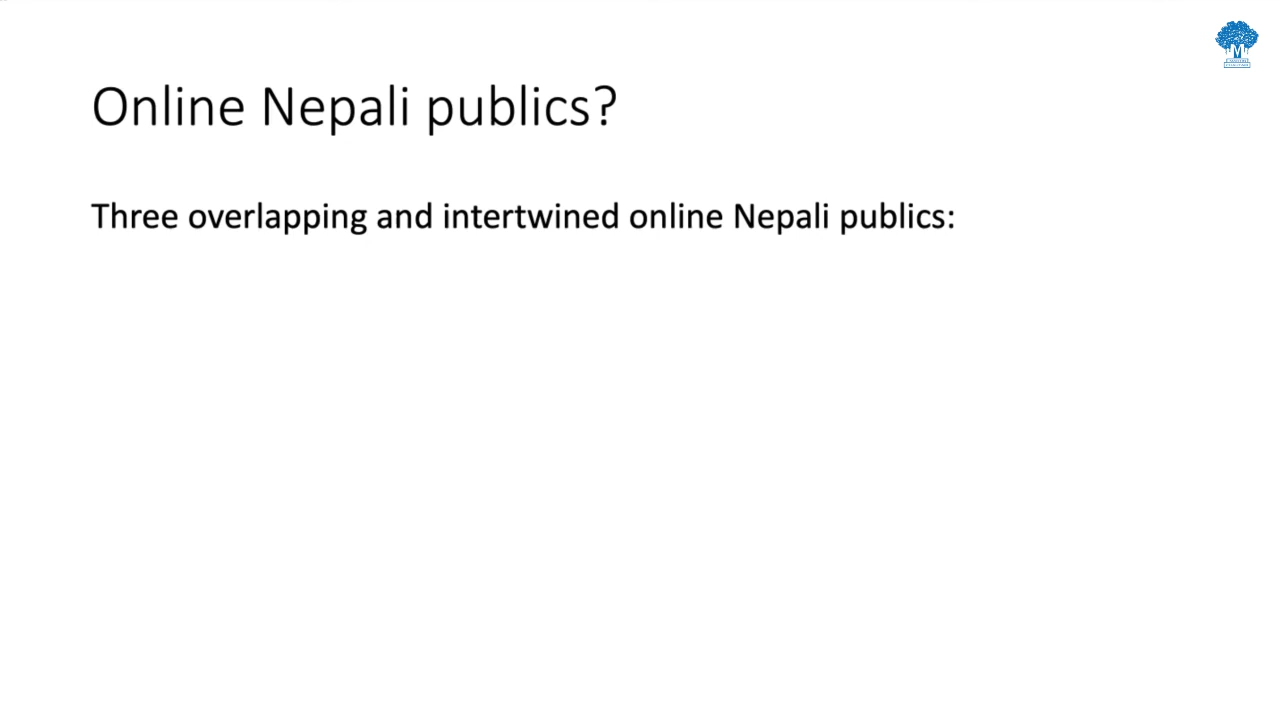 Online Nepali publics?
Three overlapping and intertwined online Nepali publics:
M